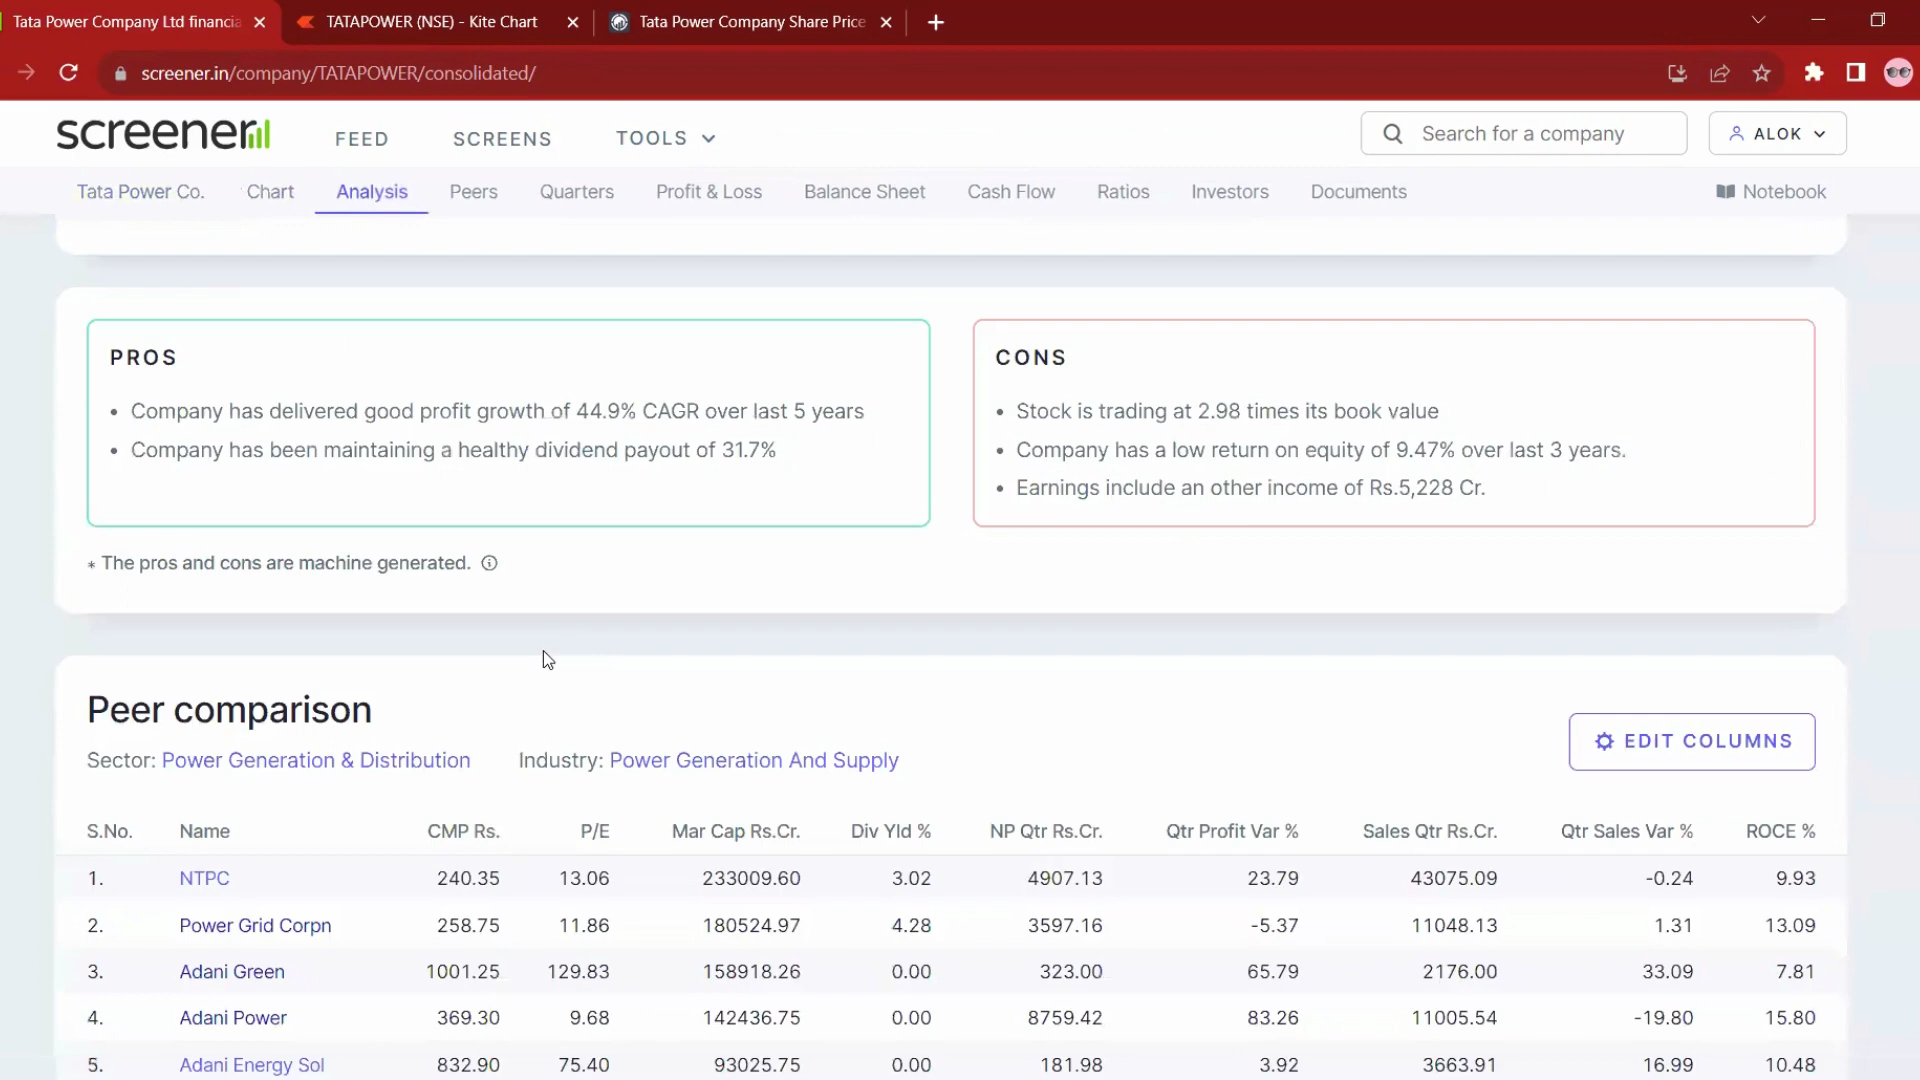 Tata Power Company Ltd financia
TATAPOWER (NSE) - Kite Chart
Tata Power Company Share Price
screener.in/company/TATAPOWER/consolidated/
screener
FEED
SCREENS
TOOLS
Search for a company
ALOK
Tata Power Co.
Chart
Analysis
Peers
Quarters
Profit & Loss
Balance Sheet
Cash Flow
Ratios
Investors
Documents
Notebook
PROS
• Company has delivered good profit growth of 44.9% CAGR over last 5 years
• Company has been maintaining a healthy dividend payout of 31.7%
CONS
• Stock is trading at 2.98 times its book value
• Company has a low return on equity of 9.47% over last 3 years.
• Earnings include an other income of Rs.5,228 Cr.
* The pros and cons are machine generated.
Peer comparison
Sector: Power Generation & Distribution Industry: Power Generation And Supply
EDIT COLUMNS
S.No. Name CMP Rs. P/E Mar Cap Rs.Cr. Div Yld % NP Qtr Rs.Cr. Qtr Profit Var % Sales Qtr Rs.Cr. Qtr Sales Var % ROCE %
1. NTPC 240.35 13.06 233009.60 3.02 4907.13 23.79 43075.09 -0.24 9.93
2. Power Grid Corpn 258.75 11.86 180524.97 4.28 3597.16 -5.37 11048.13 1.31 13.09
3. Adani Green 1001.25 129.83 158918.26 0.00 323.00 65.79 2176.00 33.09 7.81
4. Adani Power 369.30 9.68 142436.75 0.00 8759.42 83.26 11005.54 -19.80 15.80
5. Adani Energy Sol 832.90 75.40 93025.75 0.00 181.98 3.92 3663.91 16.99 10.48